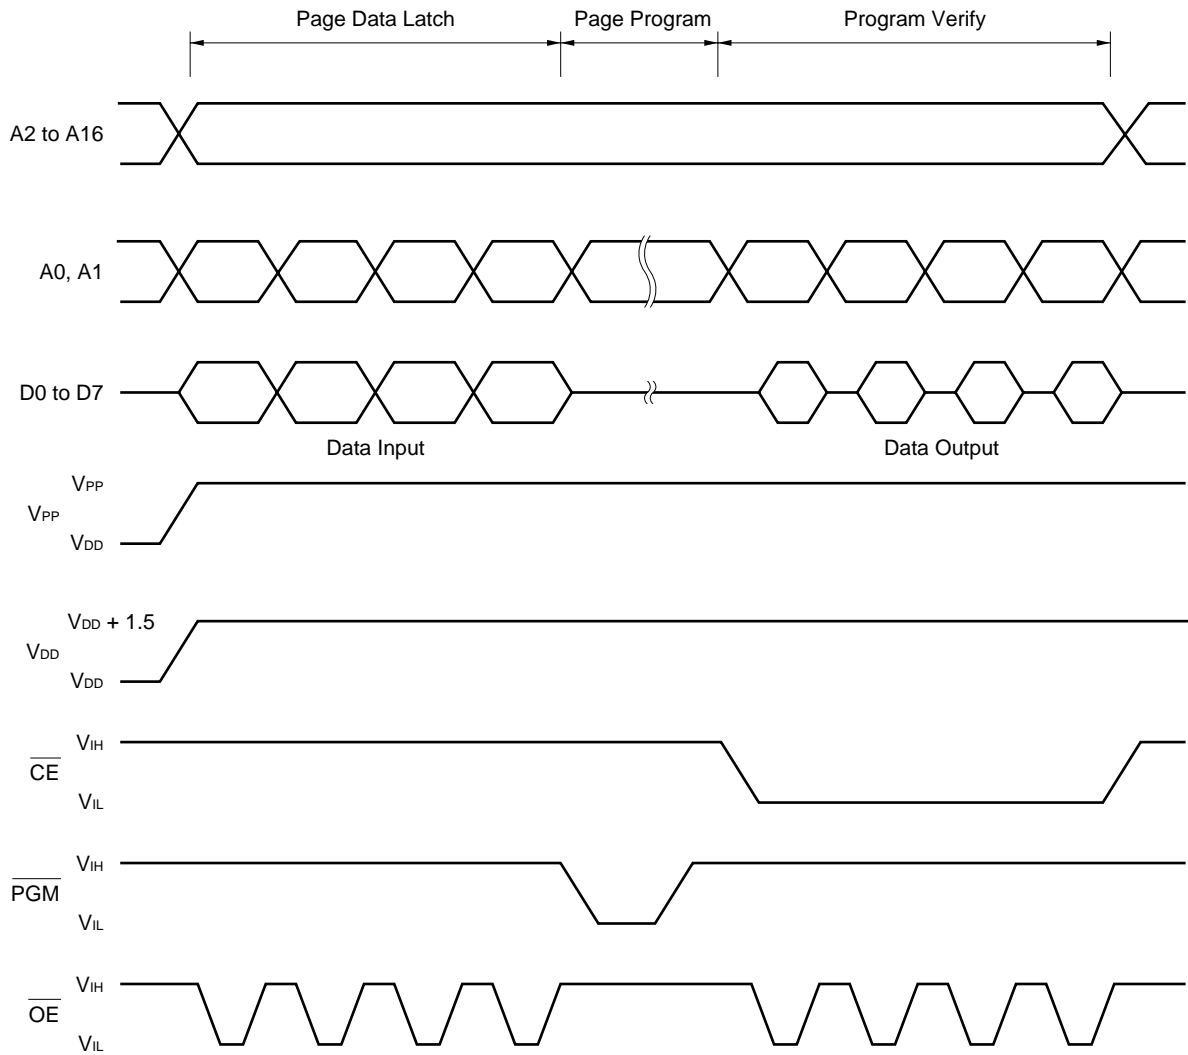 Page Data Latch Page Program Program Verify
A2 to A16
A0, A1
D0 to D7
Data Input Data Output
VPP
VPP
VDD
VDD + 1.5
VDD
VDD
VIH
CE
VIL
VIH
PGM
VIL
VIH
OE
VIL